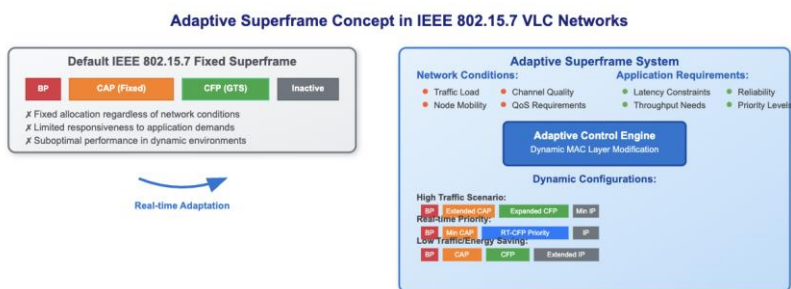 Adaptive Superframe Concept in IEEE 802.15.7 VLC Networks
Default IEEE 802.15.7 Fixed Superframe
BP CAP (Fixed) CFP (GTS) Inactive
✗ Fixed allocation regardless of network conditions
✗ Limited responsiveness to application demands
✗ Suboptimal performance in dynamic environments
Real-time Adaptation
Adaptive Superframe System
Network Conditions:
• Traffic Load • Channel Quality
• Node Mobility • QoS Requirements
Application Requirements:
• Latency Constraints • Reliability
• Throughput Needs • Priority Levels
Adaptive Control Engine
Dynamic MAC Layer Modification
Dynamic Configurations:
High Traffic Scenario:
BP Extended CAP Expanded CFP Min IP
Real-time Priority:
BP Min CAP RT-CFP Priority IP
Low Traffic/Energy Saving:
BP CAP CFP Extended IP